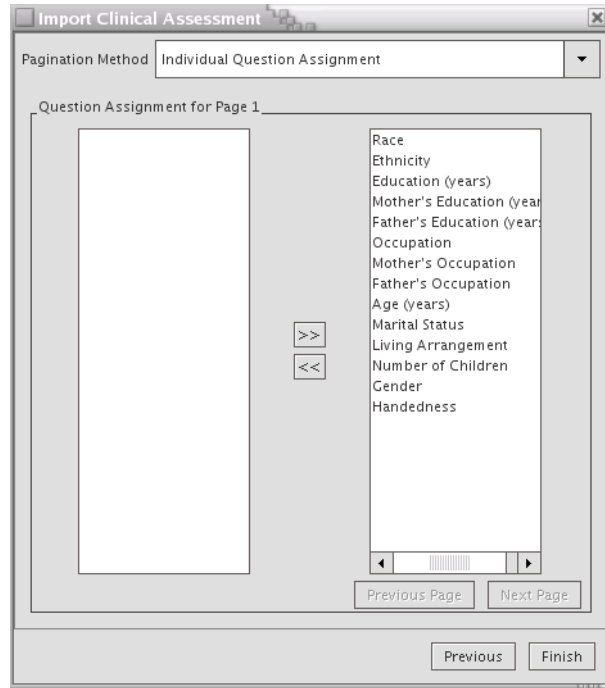 Import Clinical Assessment
Pagination Method Individual Question Assignment
Question Assignment for Page 1
Race
Ethnicity
Education (years)
Mother's Education (year
Father's Education (years
Occupation
Mother's Occupation
Father's Occupation
Age (years)
Marital Status
Living Arrangement
Number of Children
Gender
Handedness
>>
<<
Previous Page Next Page
Previous Finish